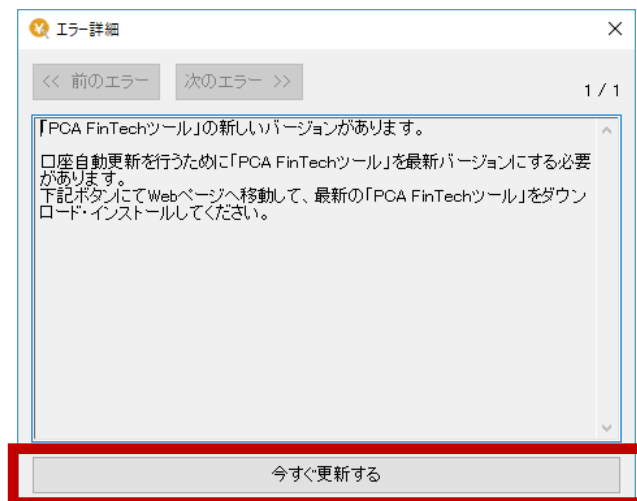 エラー詳細
<< 前のエラー
次のエラー >>
1 / 1
「PCA FinTechツール」の新しいバージョンがあります。
口座自動更新を行うために「PCA FinTechツール」を最新バージョンにする必要
があります。
下記ボタンにてWebページへ移動して、最新の「PCA FinTechツール」をダウン
ロード・インストールしてください。
今すぐ更新する